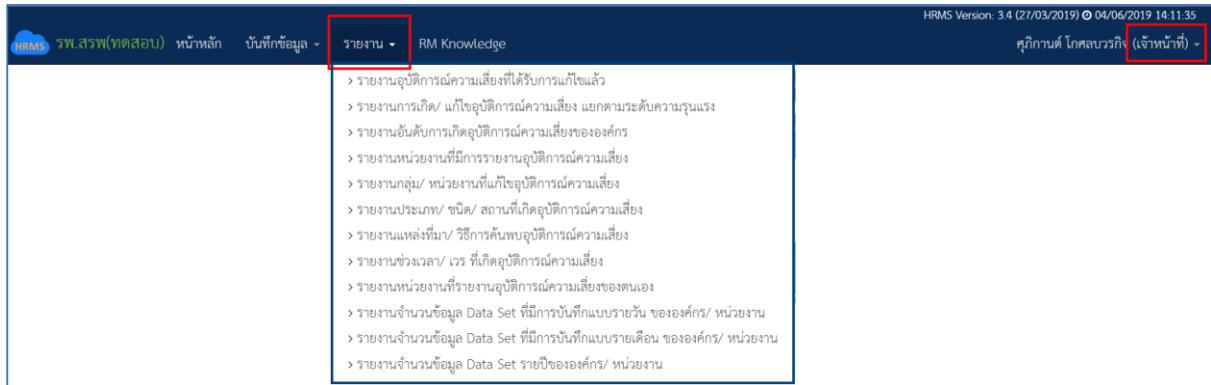 HRMS Version: 3.4 (27/03/2019) 04/06/2019 14:11:35
HRMS รพ.สรพ(ทดสอบ) หน้าหลัก บันทึกข้อมูล รายงาน RM Knowledge ศุภิกานต์ โกศลบวรกิจ (เจ้าหน้าที่)
> รายงานอุบัติการณ์ความเสี่ยงที่ได้รับการแก้ไขแล้ว
> รายงานการเกิด/ แก้ไขอุบัติการณ์ความเสี่ยง แยกตามระดับความรุนแรง
> รายงานอันดับการเกิดอุบัติการณ์ความเสี่ยงขององค์กร
> รายงานหน่วยงานที่มีการรายงานอุบัติการณ์ความเสี่ยง
> รายงานกลุ่ม/ หน่วยงานที่แก้ไขอุบัติการณ์ความเสี่ยง
> รายงานประเภท/ ชนิด/ สถานที่เกิดอุบัติการณ์ความเสี่ยง
> รายงานแหล่งที่มา/ วิธีการค้นพบอุบัติการณ์ความเสี่ยง
> รายงานช่วงเวลา/ เวร ที่เกิดอุบัติการณ์ความเสี่ยง
> รายงานหน่วยงานที่รายงานอุบัติการณ์ความเสี่ยงของตนเอง
> รายงานจำนวนข้อมูล Data Set ที่มีการบันทึกแบบรายวัน ขององค์กร/ หน่วยงาน
> รายงานจำนวนข้อมูล Data Set ที่มีการบันทึกแบบรายเดือน ขององค์กร/ หน่วยงาน
> รายงานจำนวนข้อมูล Data Set รายปีขององค์กร/ หน่วยงาน